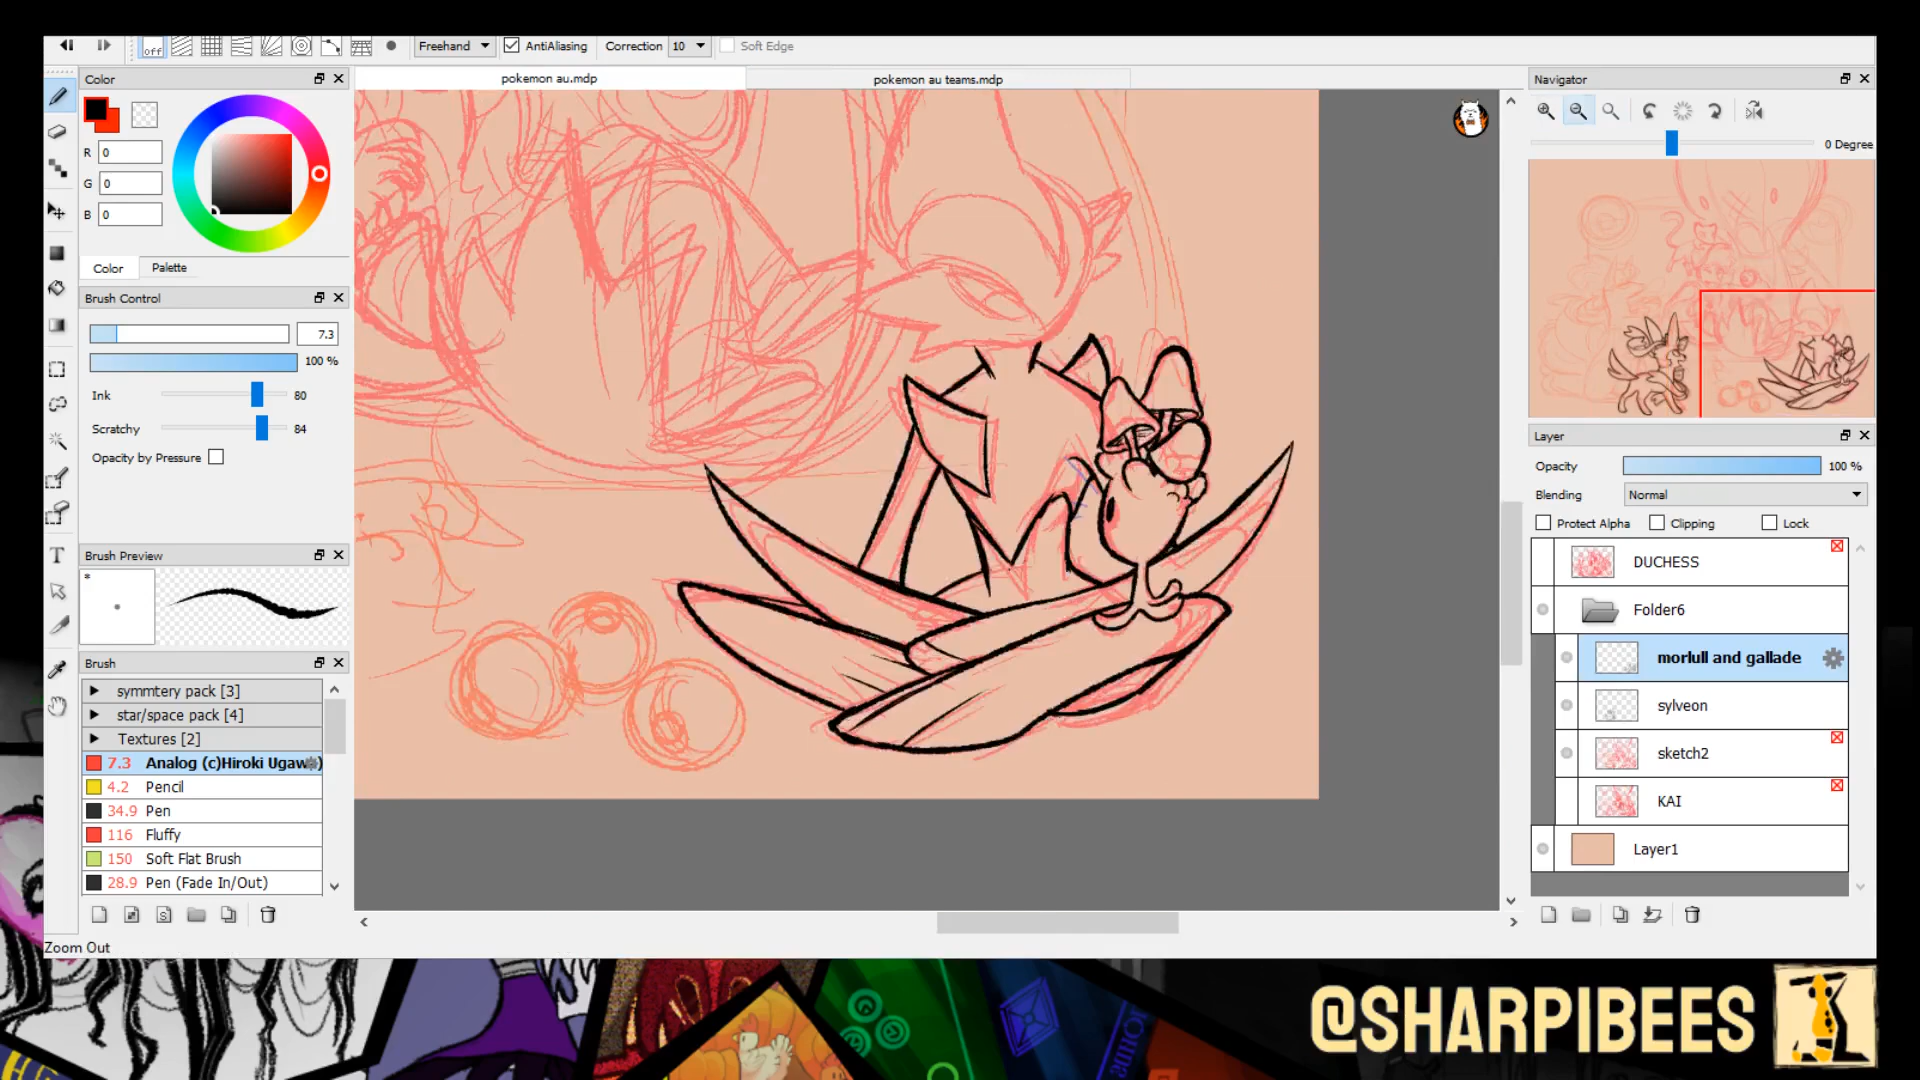 off
Freehand
AntiAliasing
Correction
10
Soft Edge
Color
pokemon au.mdp
pokemon au teams.mdp
Navigator
R 0
G 0
B 0
0 Degree
Color
Palette
Brush Control
7.3
100 %
Ink
80
Scratchy
84
Opacity by Pressure
Layer
Opacity
100 %
Blending
Normal
Protect Alpha
Clipping
Lock
Brush Preview
*
T
DUCHESS
Folder6
morlull and gallade
sylveon
sketch2
KAI
Layer1
Brush
symmtery pack [3]
star/space pack [4]
Textures [2]
7.3 Analog (c)Hiroki Ugaw
4.2 Pencil
34.9 Pen
116 Fluffy
150 Soft Flat Brush
28.9 Pen (Fade In/Out)
S
Zoom Out
@SHARPIBEES